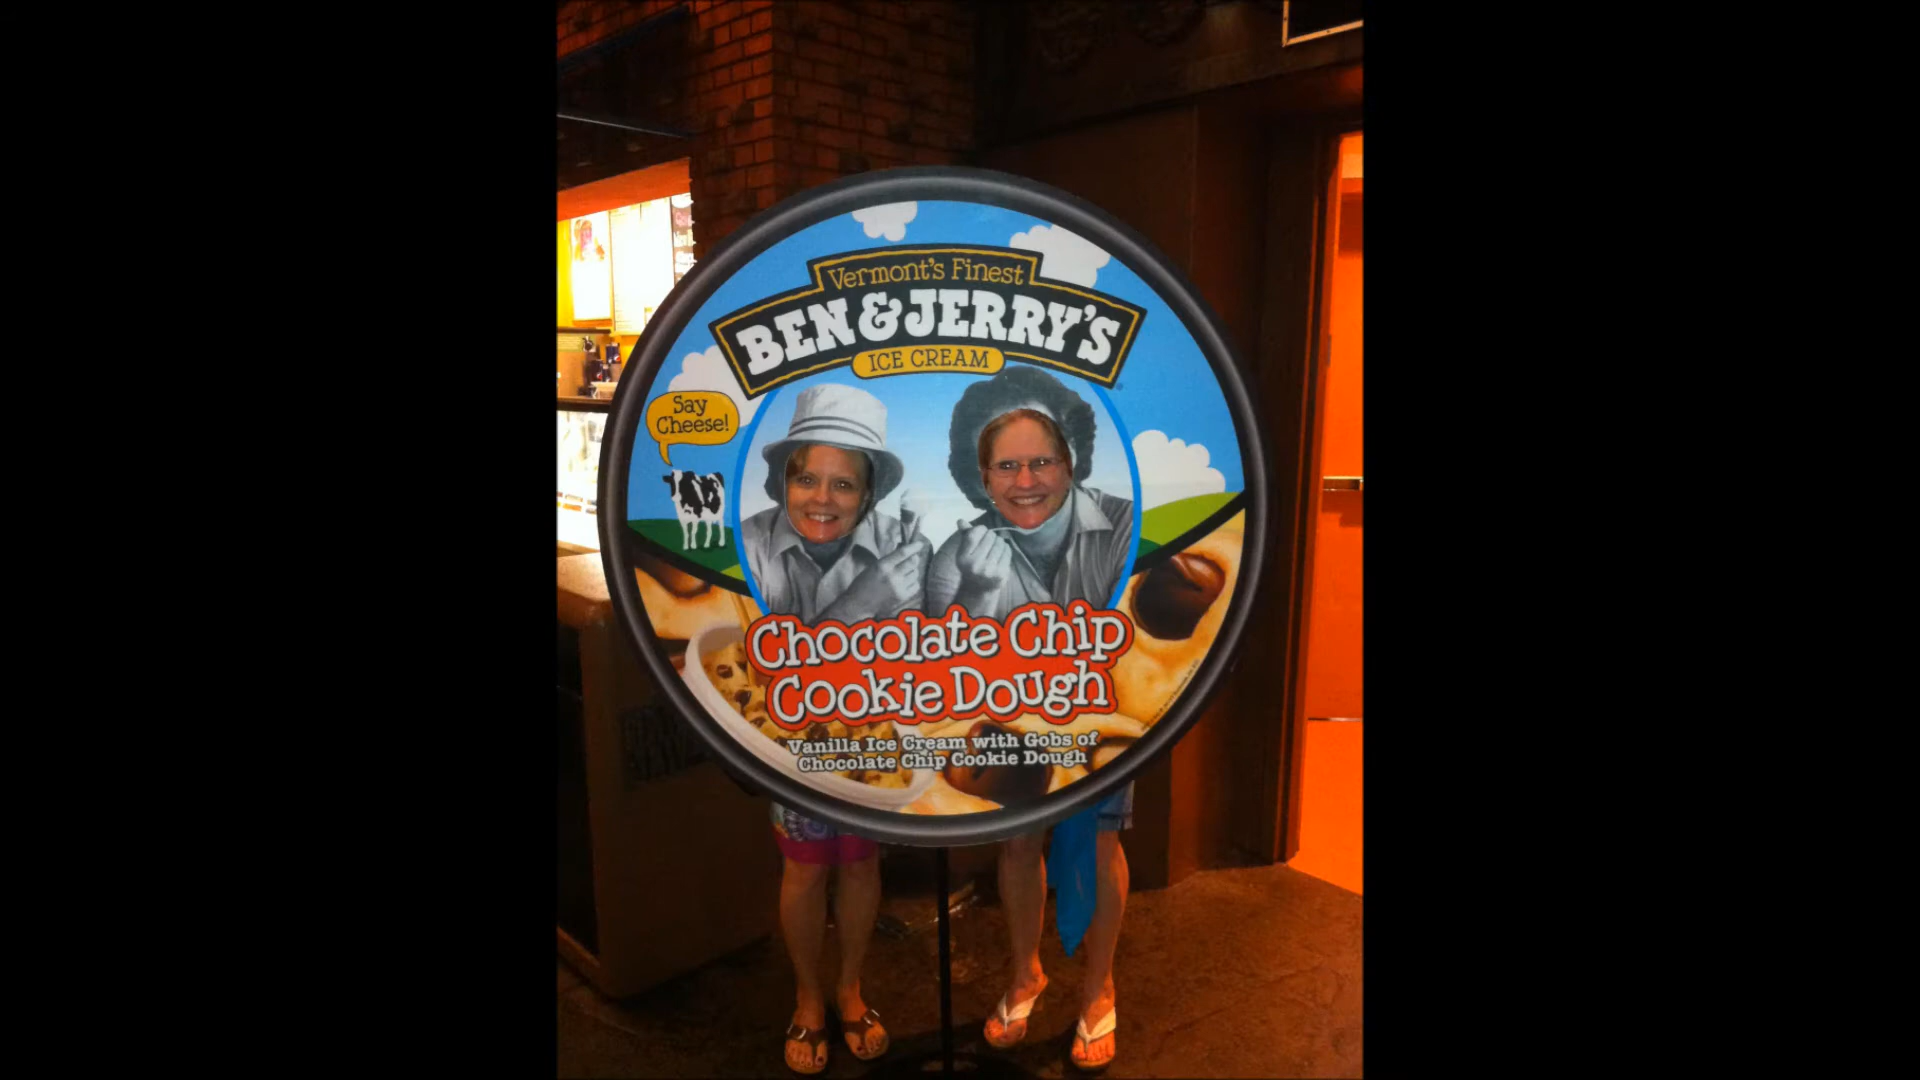 Vermont's Finest
BEN & JERRY'S
ICE CREAM
Say
Cheese!
Chocolate Chip
Cookie Dough
Vanilla Ice Cream with Gobs of
Chocolate Chip Cookie Dough